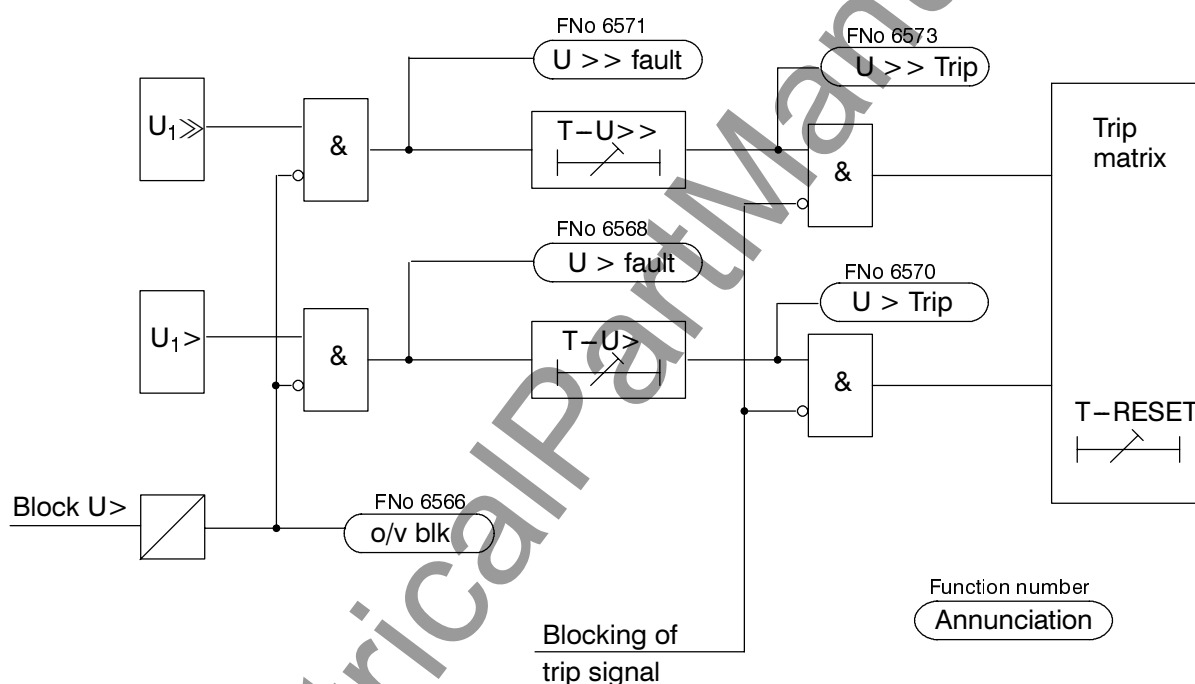 FNo 6571
U >> fault
FNo 6573
U >> Trip
U₁≫
&
T–U>>
&
Trip
matrix
FNo 6568
U > fault
FNo 6570
U > Trip
U₁>
&
T–U>
&
T–RESET
Block U>
FNo 6566
o/v blk
Function number
Annunciation
Blocking of
trip signal